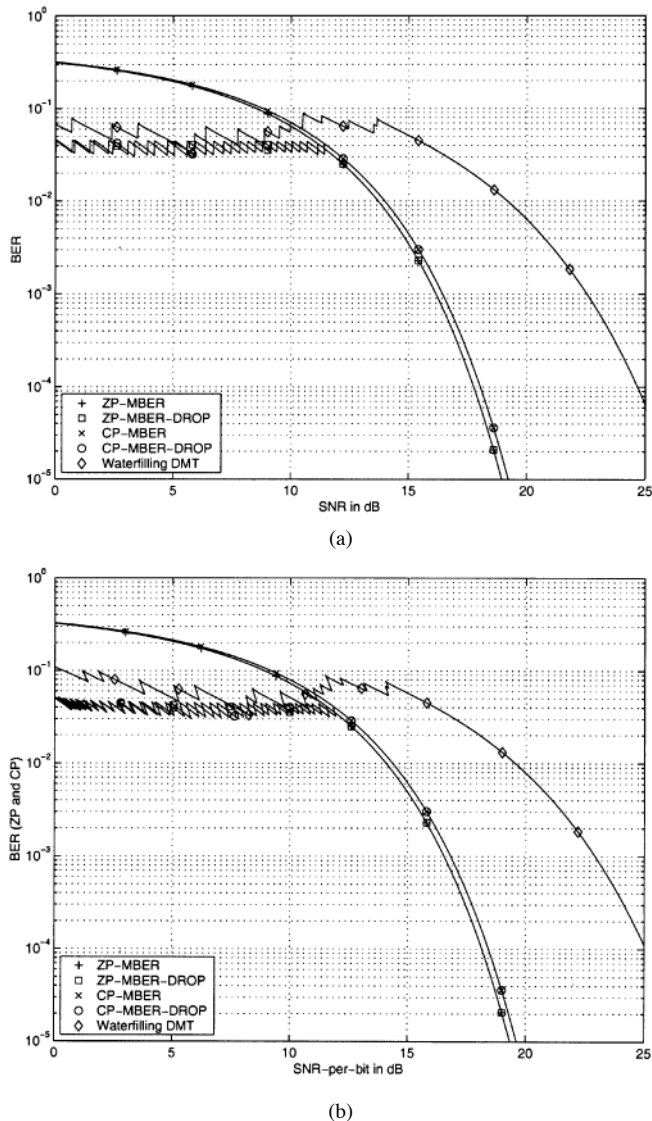 10^0
10^-1
10^-2
10^-3
10^-4
10^-5
BER
ZP-MBER
ZP-MBER-DROP
CP-MBER
CP-MBER-DROP
Waterfilling DMT
0 5 10 15 20 25
SNR in dB
(a)
10^0
10^-1
10^-2
10^-3
10^-4
10^-5
BER (ZP and CP)
ZP-MBER
ZP-MBER-DROP
CP-MBER
CP-MBER-DROP
Waterfilling DMT
0 5 10 15 20 25
SNR-per-bit in dB
(b)